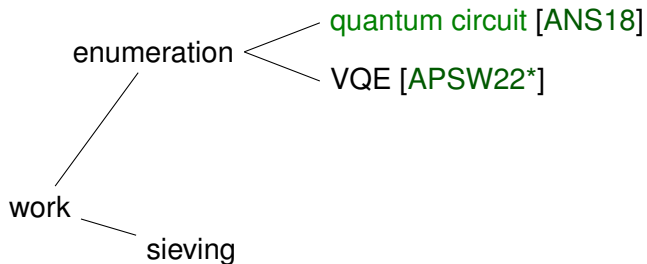 quantum circuit [ANS18]
enumeration
VQE [APSW22*]
work
sieving